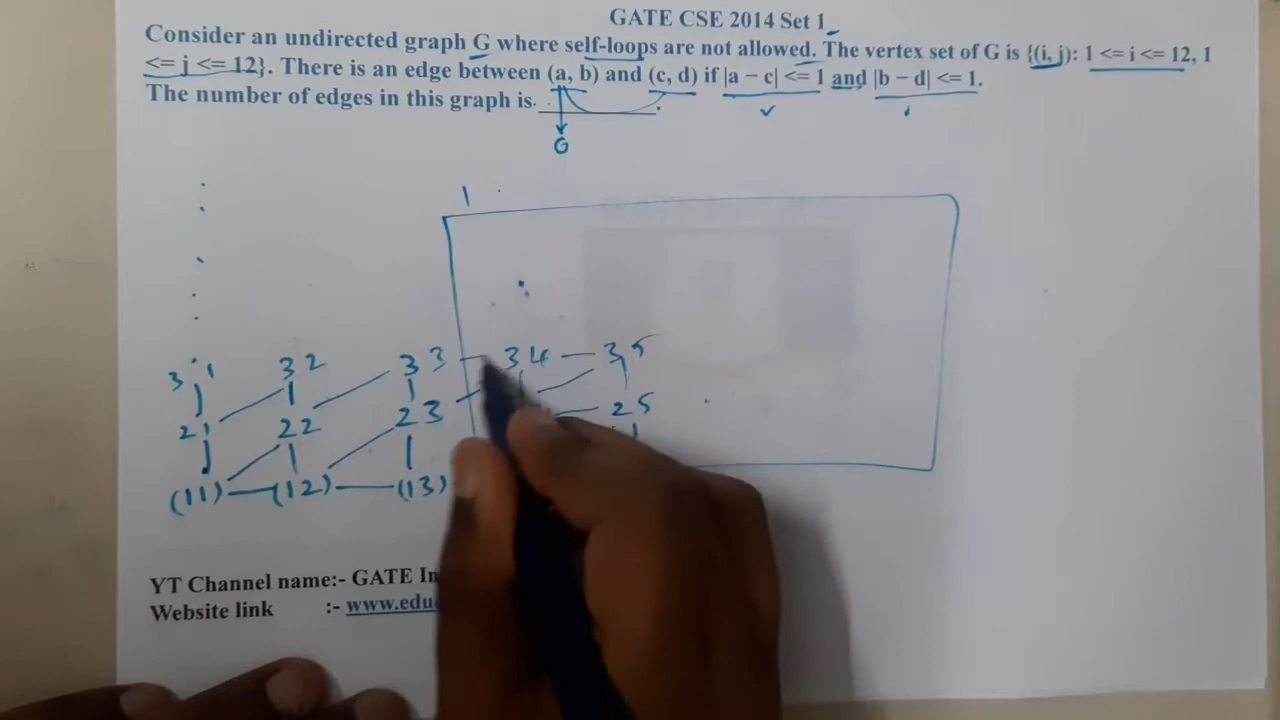 GATE CSE 2014 Set 1
Consider an undirected graph G where self-loops are not allowed. The vertex set of G is {(i, j): 1 <= i <= 12, 1
<= j <= 12}. There is an edge between (a, b) and (c, d) if |a − c| <= 1 and |b − d| <= 1.
The number of edges in this graph is.
G
1
31 32 33 34 35
21 22 23 25
(11) (12) (13)
YT Channel name:- GATE
Website link :- www.edu